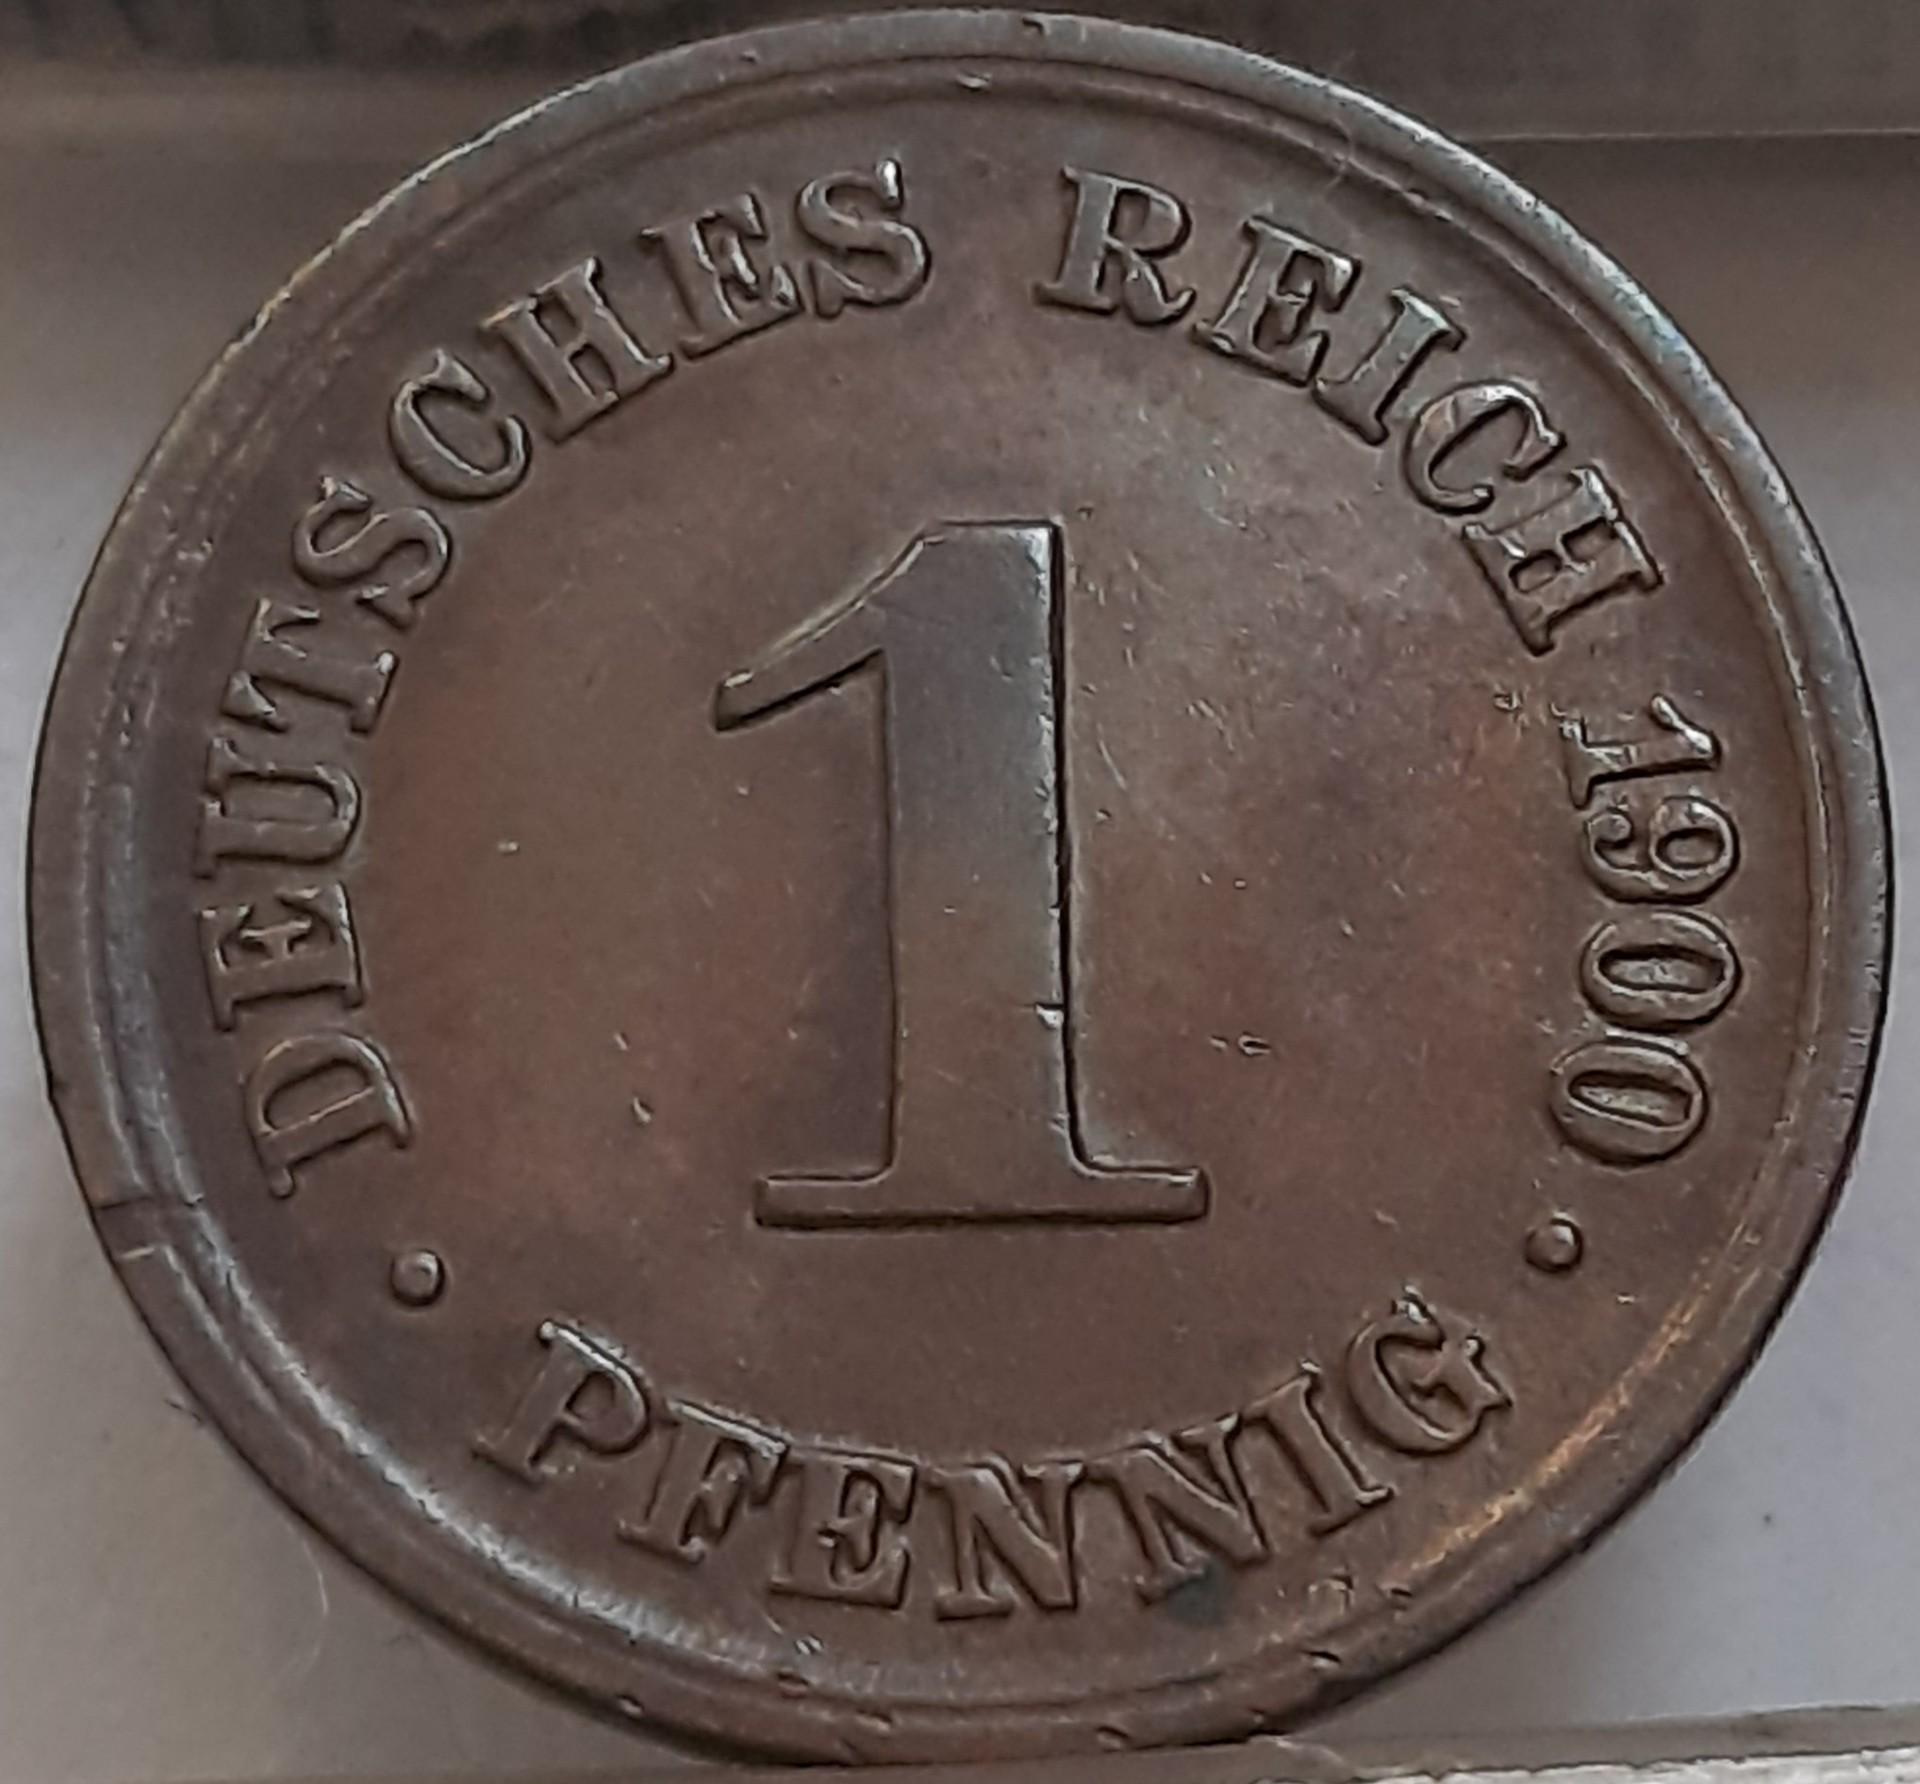 DEUTSCHES REICH 1900
1
• PFENNIG •